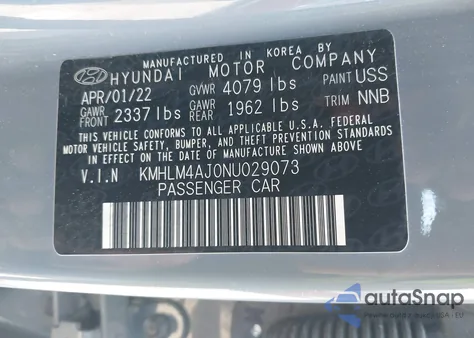 MANUFACTURED IN KOREA BY
HYUNDAI MOTOR COMPANY
APR/01/22 GVWR 4079 lbs PAINT USS
GAWR FRONT 2337 lbs GAWR REAR 1962 lbs TRIM NNB
THIS VEHICLE CONFORMS TO ALL APPLICABLE U.S.A. FEDERAL
MOTOR VEHICLE SAFETY, BUMPER, AND THEFT PREVENTION STANDARDS
IN EFFECT ON THE DATE OF MANUFACTURE SHOWN ABOVE.
V.I.N KMHLM4AJ0NU029073
PASSENGER CAR
autoSnap